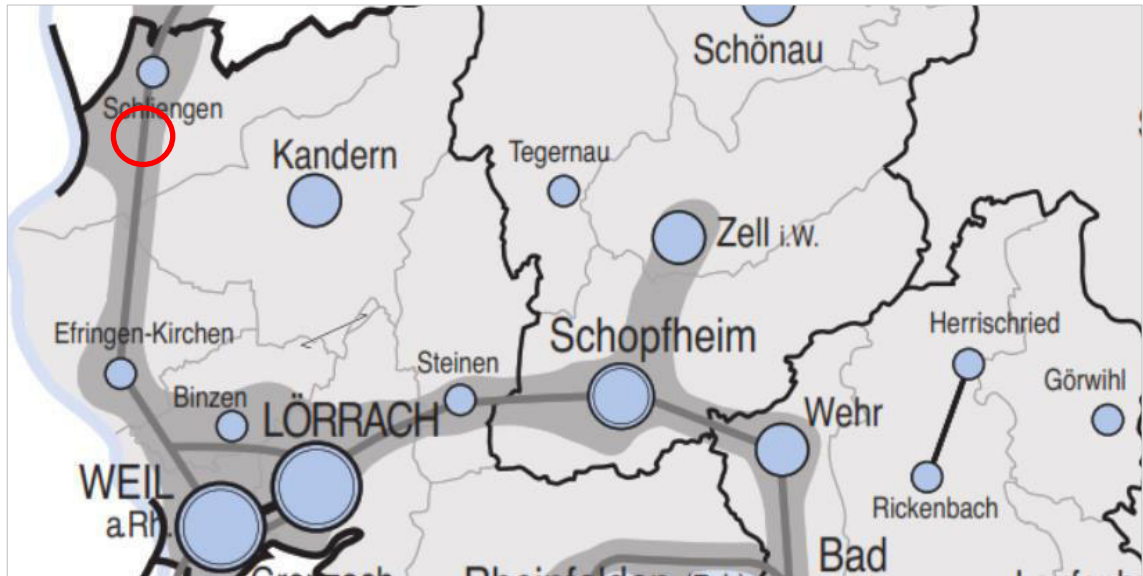 Schönau
Schliengen
Kandern
Tegernau
Zell i.W.
Efringen-Kirchen
Schopfheim
Herrischried
Steinen
Görwihl
Binzen
LÖRRACH
Wehr
WEIL
a.Rh.
Rickenbach
Bad